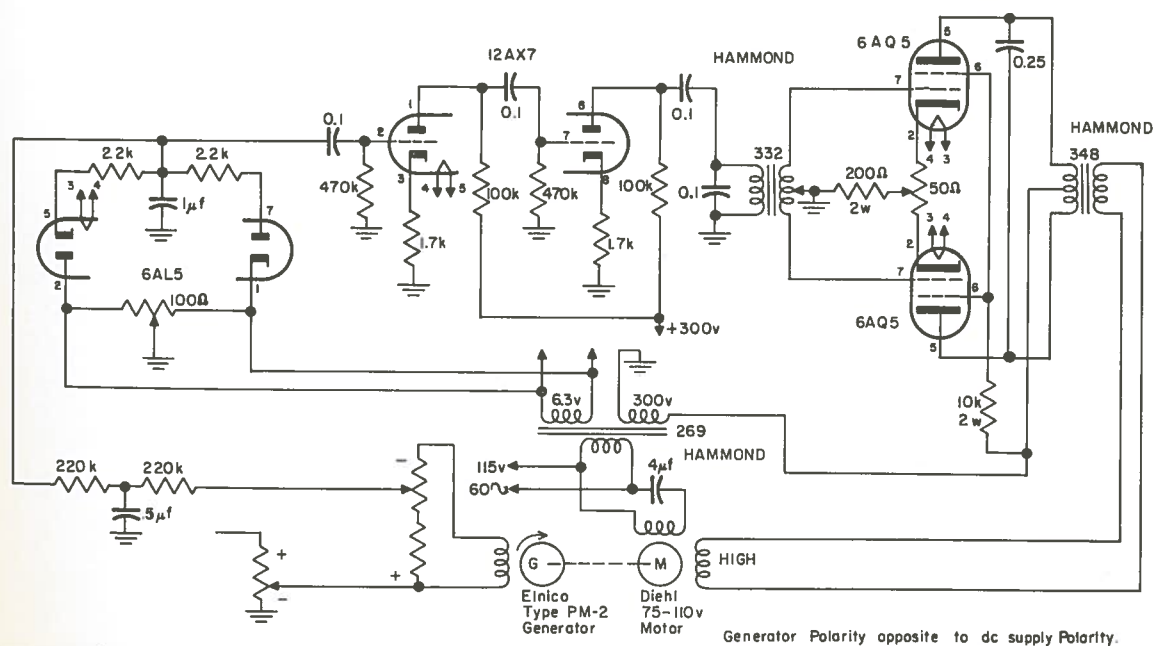 12AX7
HAMMOND
6AQ5
5
6
7
2
4 3
0.25
HAMMOND
348
0.1
2
1
3
4 5
0.1
7
6
8
0.1
2.2k
2.2k
3 4
5
7
1μf
470k
100k
470k
100k
0.1
332
200Ω
2w
50Ω
3 4
2
7
6
5
6AQ5
1.7k
1.7k
6AL5
2
1
100Ω
+300v
6.3v
300v
269
HAMMOND
10k
2w
115v
60~
4μf
220k
220k
.5μf
−
+
+
−
G
M
HIGH
Elnico
Type PM-2
Generator
Diehl
75-110v
Motor
Generator Polarity opposite to dc supply Polarity.